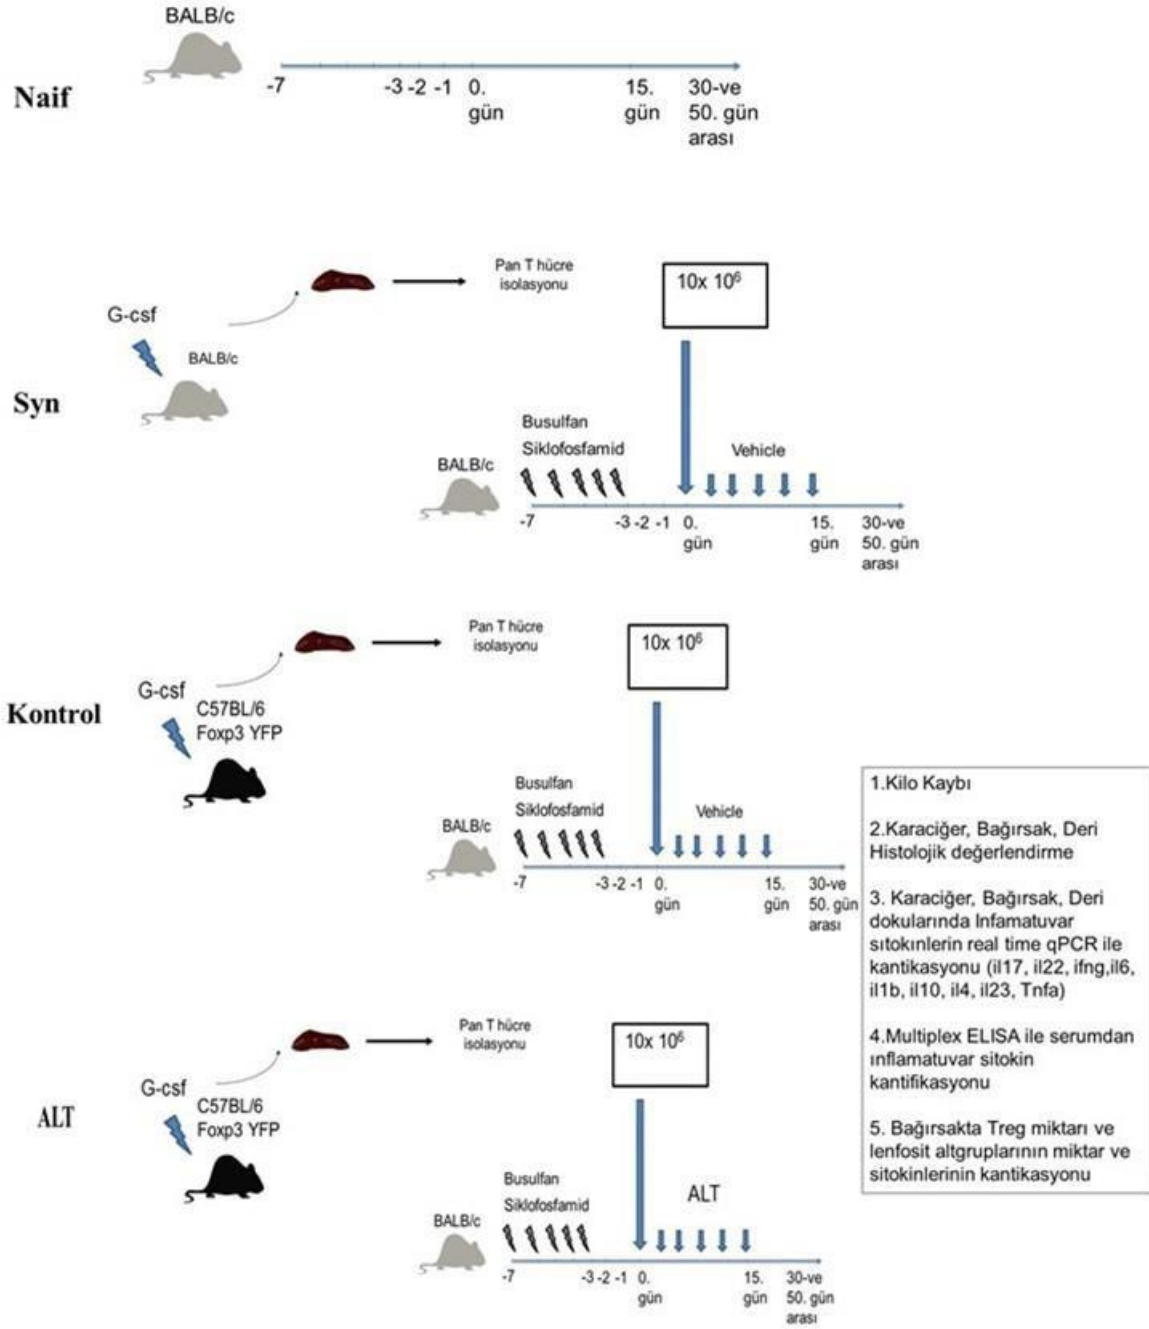 BALB/c
Naif
-7 -3 -2 -1 0. 15. 30-ve
gün gün 50. gün
arası
Pan T hücre
isolasyonu
10x 10⁶
G-csf
BALB/c
Syn
Busulfan
Siklofosfamid
Vehicle
BALB/c
-7 -3 -2 -1 0. 15. 30-ve
gün gün 50. gün
arası
Pan T hücre
isolasyonu
10x 10⁶
G-csf
C57BL/6
Foxp3 YFP
Kontrol
Busulfan
Siklofosfamid
Vehicle
BALB/c
-7 -3 -2 -1 0. 15. 30-ve
gün gün 50. gün
arası
1.Kilo Kaybı
2.Karaciğer, Bağırsak, Deri
Histolojik değerlendirme
3. Karaciğer, Bağırsak, Deri
dokularında Infamatuvar
sıtokınlerin real time qPCR ile
kantikasyonu (il17, il22, ifng,il6,
il1b, il10, il4, il23, Tnfa)
4.Multiplex ELISA ile serumdan
ınflamatuvar sitokin
kantifikasyonu
5. Bağırsakta Treg miktarı ve
lenfosit altgruplarının miktar ve
sitokinlerinin kantikasyonu
Pan T hücre
isolasyonu
10x 10⁶
G-csf
C57BL/6
Foxp3 YFP
ALT
Busulfan
Siklofosfamid
ALT
BALB/c
-7 -3 -2 -1 0. 15. 30-ve
gün gün 50. gün
arası